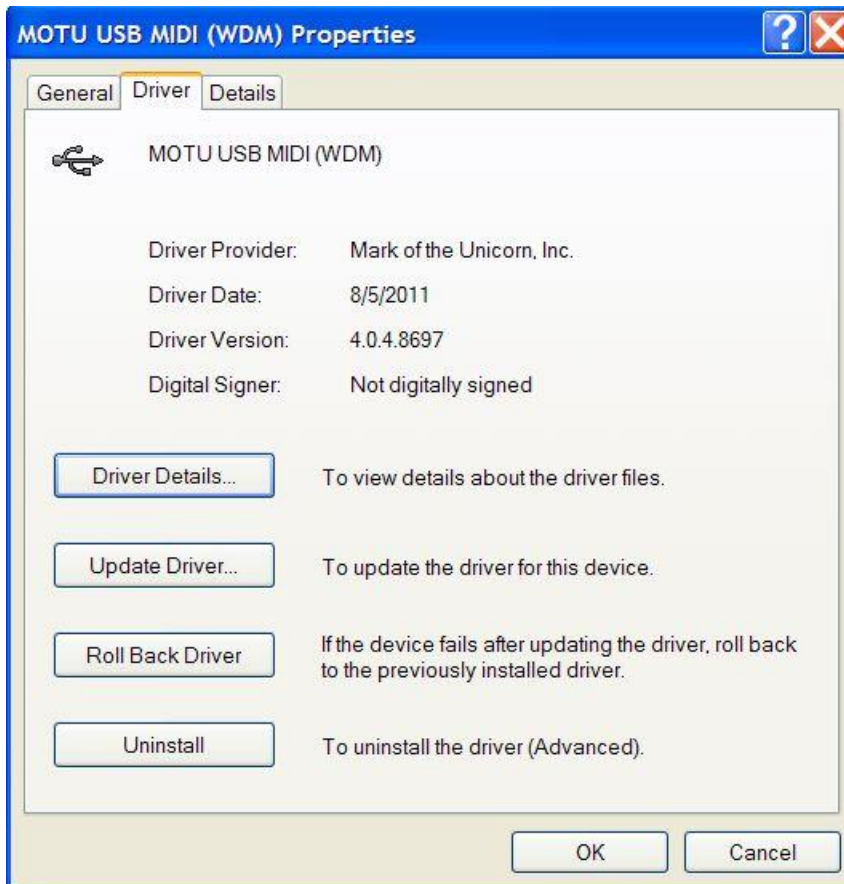 MOTU USB MIDI (WDM) Properties
General Driver Details
MOTU USB MIDI (WDM)
Driver Provider: Mark of the Unicorn, Inc.
Driver Date: 8/5/2011
Driver Version: 4.0.4.8697
Digital Signer: Not digitally signed
Driver Details... To view details about the driver files.
Update Driver... To update the driver for this device.
Roll Back Driver If the device fails after updating the driver, roll back
to the previously installed driver.
Uninstall To uninstall the driver (Advanced).
OK Cancel